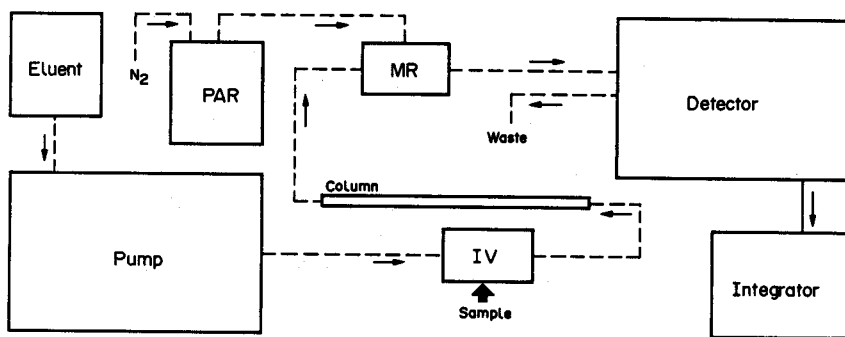 Eluent
N2
PAR
MR
Detector
Waste
Column
Pump
IV
Sample
Integrator